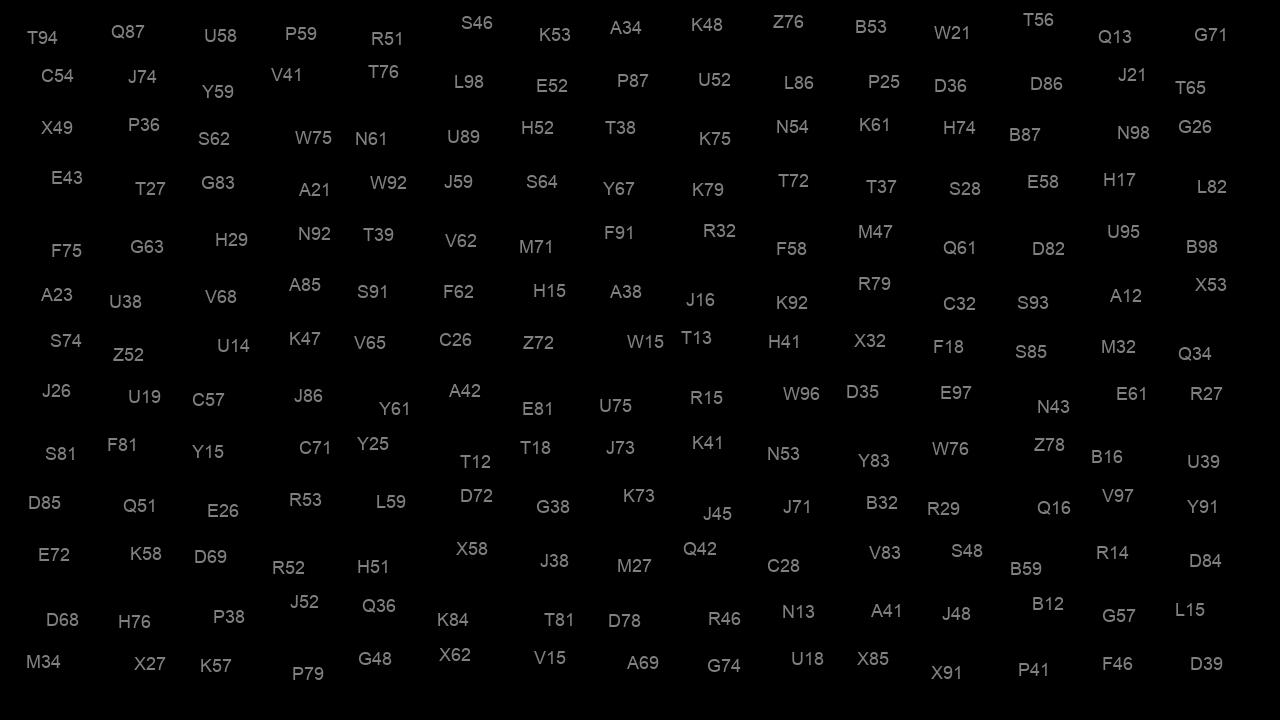 T94 Q87 U58 P59 R51 S46 K53 A34 K48 Z76 B53 W21 T56 Q13 G71
C54 J74 Y59 V41 T76 L98 E52 P87 U52 L86 P25 D36 D86 J21 T65
X49 P36 S62 W75 N61 U89 H52 T38 K75 N54 K61 H74 B87 N98 G26
E43 T27 G83 A21 W92 J59 S64 Y67 K79 T72 T37 S28 E58 H17 L82
F75 G63 H29 N92 T39 V62 M71 F91 R32 F58 M47 Q61 D82 U95 B98
A23 U38 V68 A85 S91 F62 H15 A38 J16 K92 R79 C32 S93 A12 X53
S74 Z52 U14 K47 V65 C26 Z72 W15 T13 H41 X32 F18 S85 M32 Q34
J26 U19 C57 J86 Y61 A42 E81 U75 R15 W96 D35 E97 N43 E61 R27
S81 F81 Y15 C71 Y25 T12 T18 J73 K41 N53 Y83 W76 Z78 B16 U39
D85 Q51 E26 R53 L59 D72 G38 K73 J45 J71 B32 R29 Q16 V97 Y91
E72 K58 D69 R52 H51 X58 J38 M27 Q42 C28 V83 S48 B59 R14 D84
D68 H76 P38 J52 Q36 K84 T81 D78 R46 N13 A41 J48 B12 G57 L15
M34 X27 K57 P79 G48 X62 V15 A69 G74 U18 X85 X91 P41 F46 D39